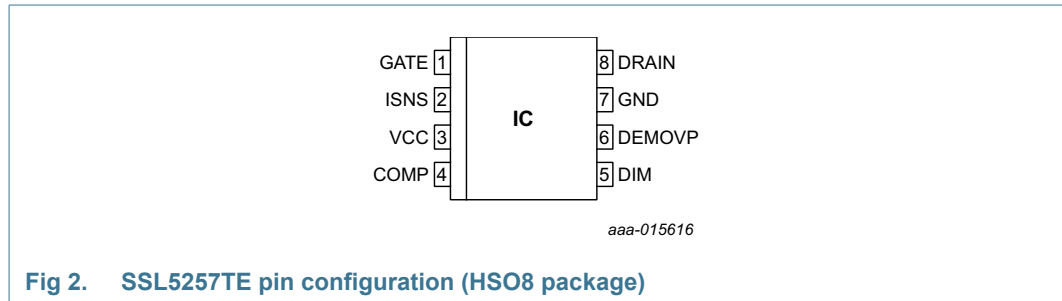 GATE 1 8 DRAIN
ISNS 2 7 GND
IC
VCC 3 6 DEMOVP
COMP 4 5 DIM
aaa-015616
Fig 2. SSL5257TE pin configuration (HSO8 package)